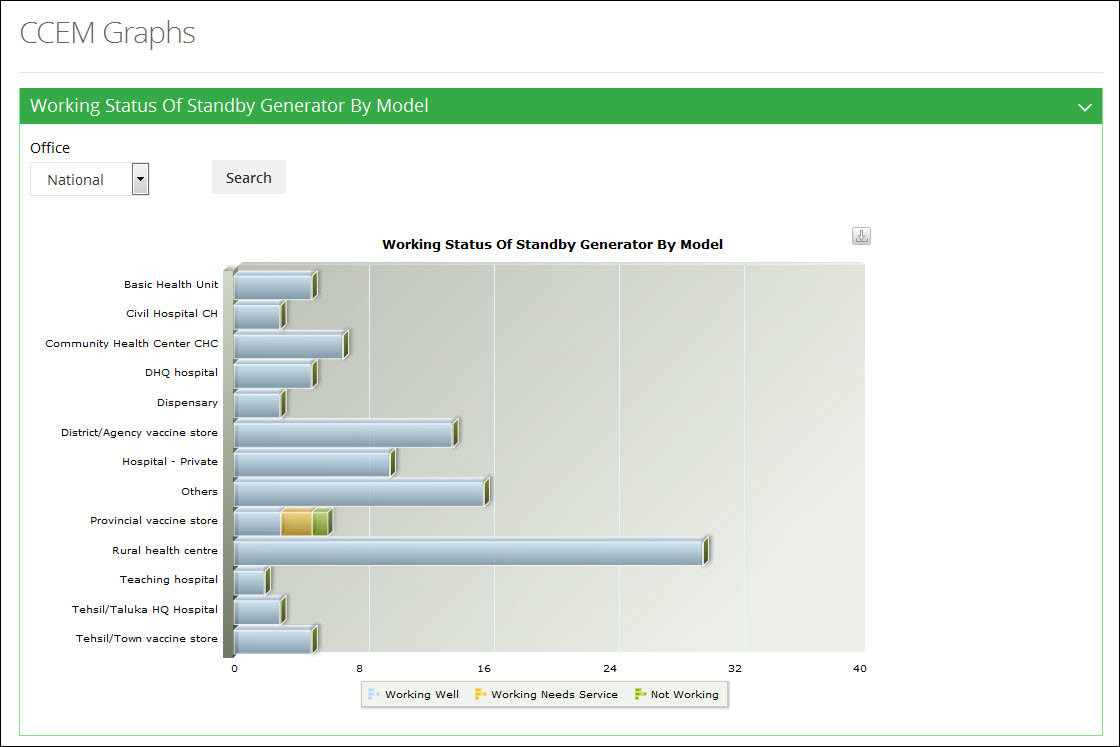 CCEM Graphs
Working Status Of Standby Generator By Model
Office
National
Search
Working Status Of Standby Generator By Model
Basic Health Unit
Civil Hospital CH
Community Health Center CHC
DHQ hospital
Dispensary
District/Agency vaccine store
Hospital - Private
Others
Provincial vaccine store
Rural health centre
Teaching hospital
Tehsil/Taluka HQ Hospital
Tehsil/Town vaccine store
0 8 16 24 32 40
Working Well Working Needs Service Not Working